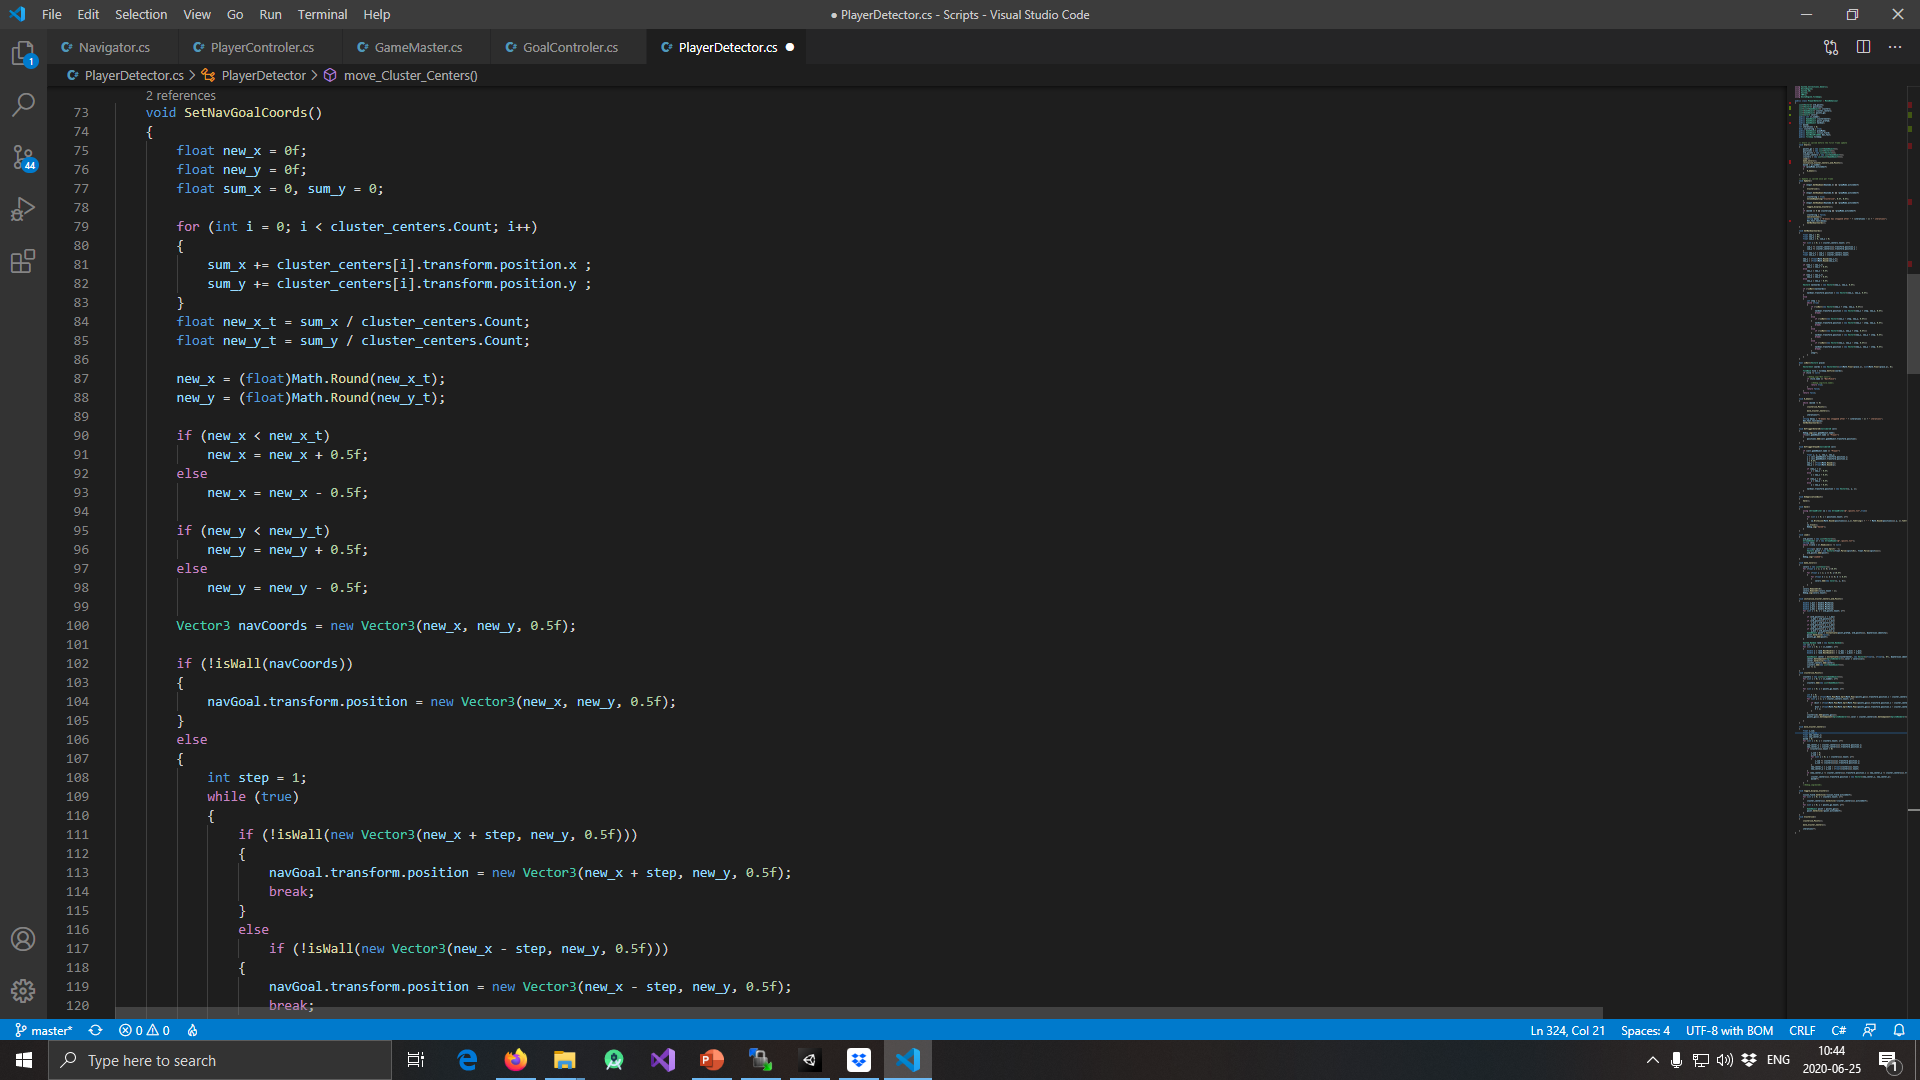 File Edit Selection View Go Run Terminal Help
● PlayerDetector.cs - Scripts - Visual Studio Code
Navigator.cs PlayerControler.cs GameMaster.cs GoalControler.cs PlayerDetector.cs ●
PlayerDetector.cs > PlayerDetector > move_Cluster_Centers()
2 references
73 void SetNavGoalCoords()
74 {
75 float new_x = 0f;
76 float new_y = 0f;
77 float sum_x = 0, sum_y = 0;
78
79 for (int i = 0; i < cluster_centers.Count; i++)
80 {
81 sum_x += cluster_centers[i].transform.position.x ;
82 sum_y += cluster_centers[i].transform.position.y ;
83 }
84 float new_x_t = sum_x / cluster_centers.Count;
85 float new_y_t = sum_y / cluster_centers.Count;
86
87 new_x = (float)Math.Round(new_x_t);
88 new_y = (float)Math.Round(new_y_t);
89
90 if (new_x < new_x_t)
91 new_x = new_x + 0.5f;
92 else
93 new_x = new_x - 0.5f;
94
95 if (new_y < new_y_t)
96 new_y = new_y + 0.5f;
97 else
98 new_y = new_y - 0.5f;
99
100 Vector3 navCoords = new Vector3(new_x, new_y, 0.5f);
101
102 if (!isWall(navCoords))
103 {
104 navGoal.transform.position = new Vector3(new_x, new_y, 0.5f);
105 }
106 else
107 {
108 int step = 1;
109 while (true)
110 {
111 if (!isWall(new Vector3(new_x + step, new_y, 0.5f)))
112 {
113 navGoal.transform.position = new Vector3(new_x + step, new_y, 0.5f);
114 break;
115 }
116 else
117 if (!isWall(new Vector3(new_x - step, new_y, 0.5f)))
118 {
119 navGoal.transform.position = new Vector3(new_x - step, new_y, 0.5f);
120 break;
1
44
master* 0 0 Ln 324, Col 21 Spaces: 4 UTF-8 with BOM CRLF C#
Type here to search
ENG
10:44
2020-06-25
1